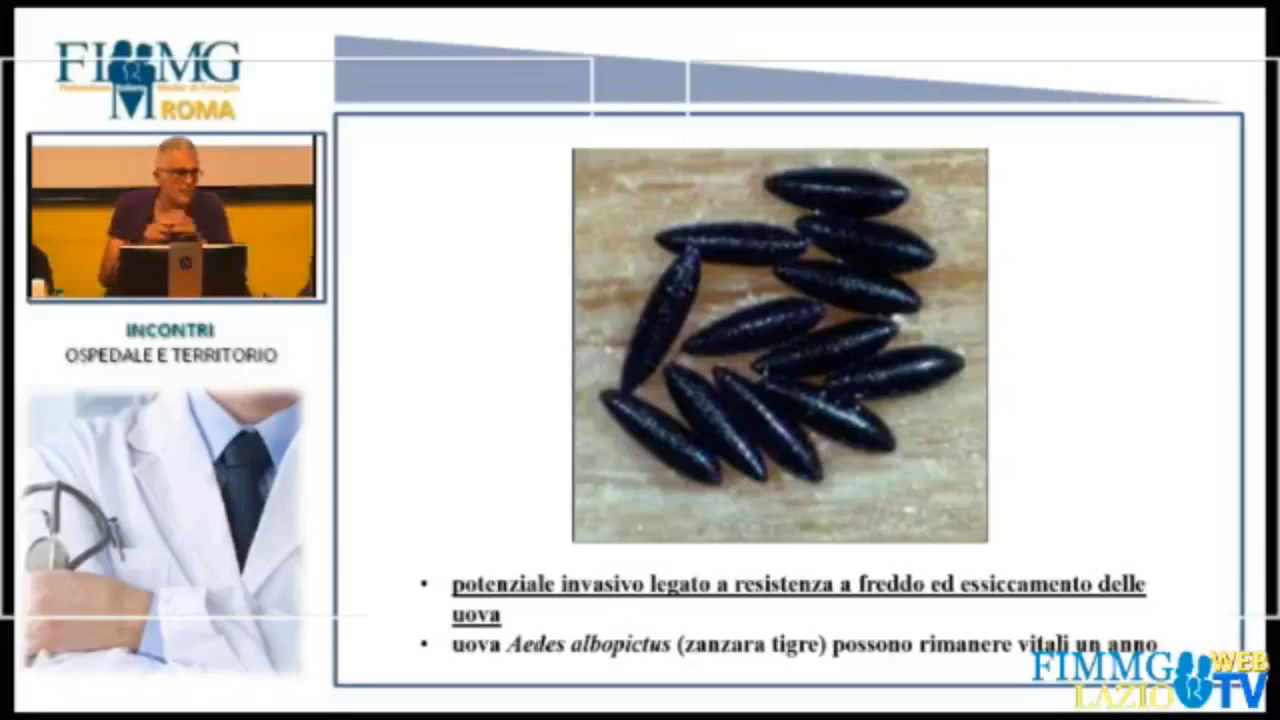 FIMMG
ROMA
INCONTRI
OSPEDALE E TERRITORIO
• potenziale invasivo legato a resistenza a freddo ed essiccamento delle
uova
• uova Aedes albopictus (zanzara tigre) possono rimanere vitali un anno
FIMMG WEB
LAZIO TV